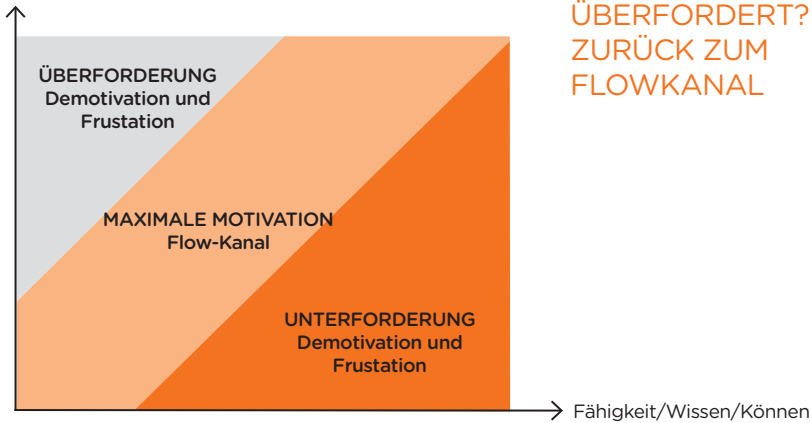 ÜBERFORDERT?
ZURÜCK ZUM
FLOWKANAL
ÜBERFORDERUNG
Demotivation und
Frustation
MAXIMALE MOTIVATION
Flow-Kanal
UNTERFORDERUNG
Demotivation und
Frustation
Fähigkeit/Wissen/Können